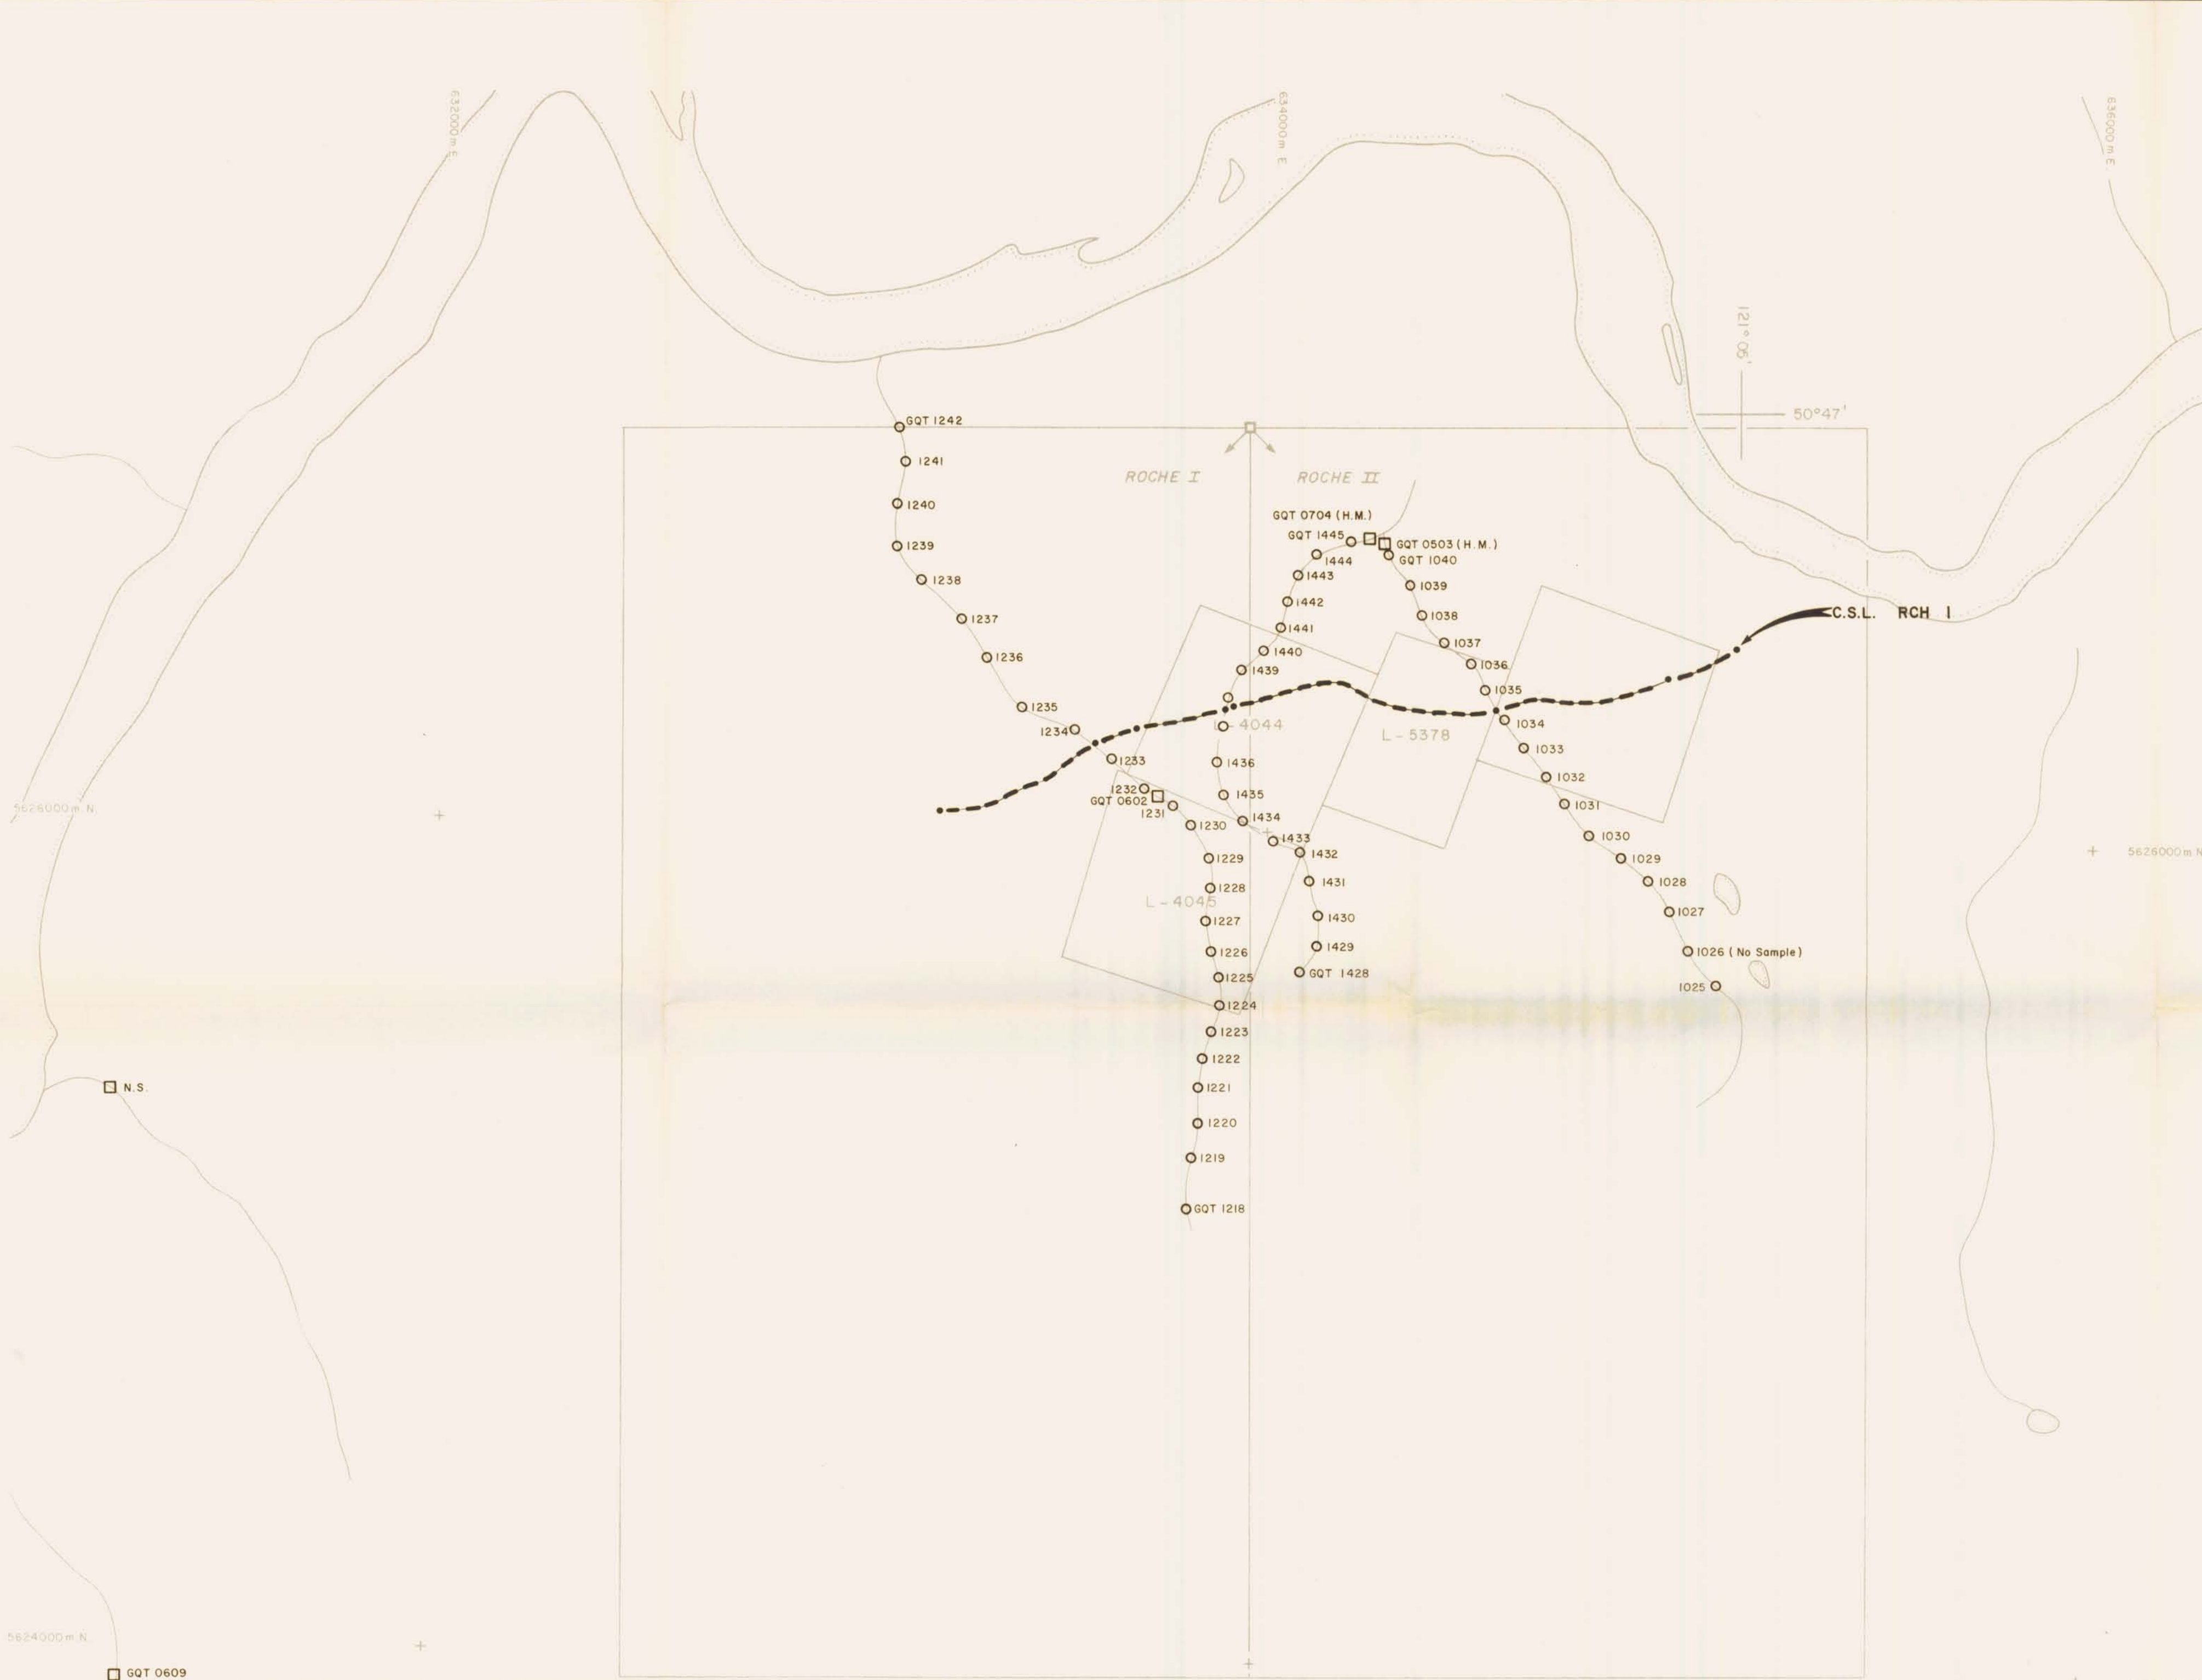 632000m E.
634000m E.
636000m E.
121° 05'
50°47'
GQT 1242
1241
ROCHE I
ROCHE II
1240
GQT 0704 (H.M.)
GQT 1445
GQT 0503 (H.M.)
1239
1444
GQT 1040
1443
1238
1039
1442
C.S.L. RCH 1
1237
1038
1441
1037
1440
1236
1036
1439
1035
1235
L-4044
1034
1234
L-5378
1033
1233
1436
1032
1232
1435
GQT 0602
1031
5626000m N.
1231
1434
1230
1030
1433
1432
5626000m N
1229
1029
1431
1028
1228
L-4045
1027
1227
1430
1429
1226
1026 (No Sample)
1225
GQT 1428
1025
1224
1223
1222
N.S.
1221
1220
1219
GQT 1218
5624000m N.
GQT 0609